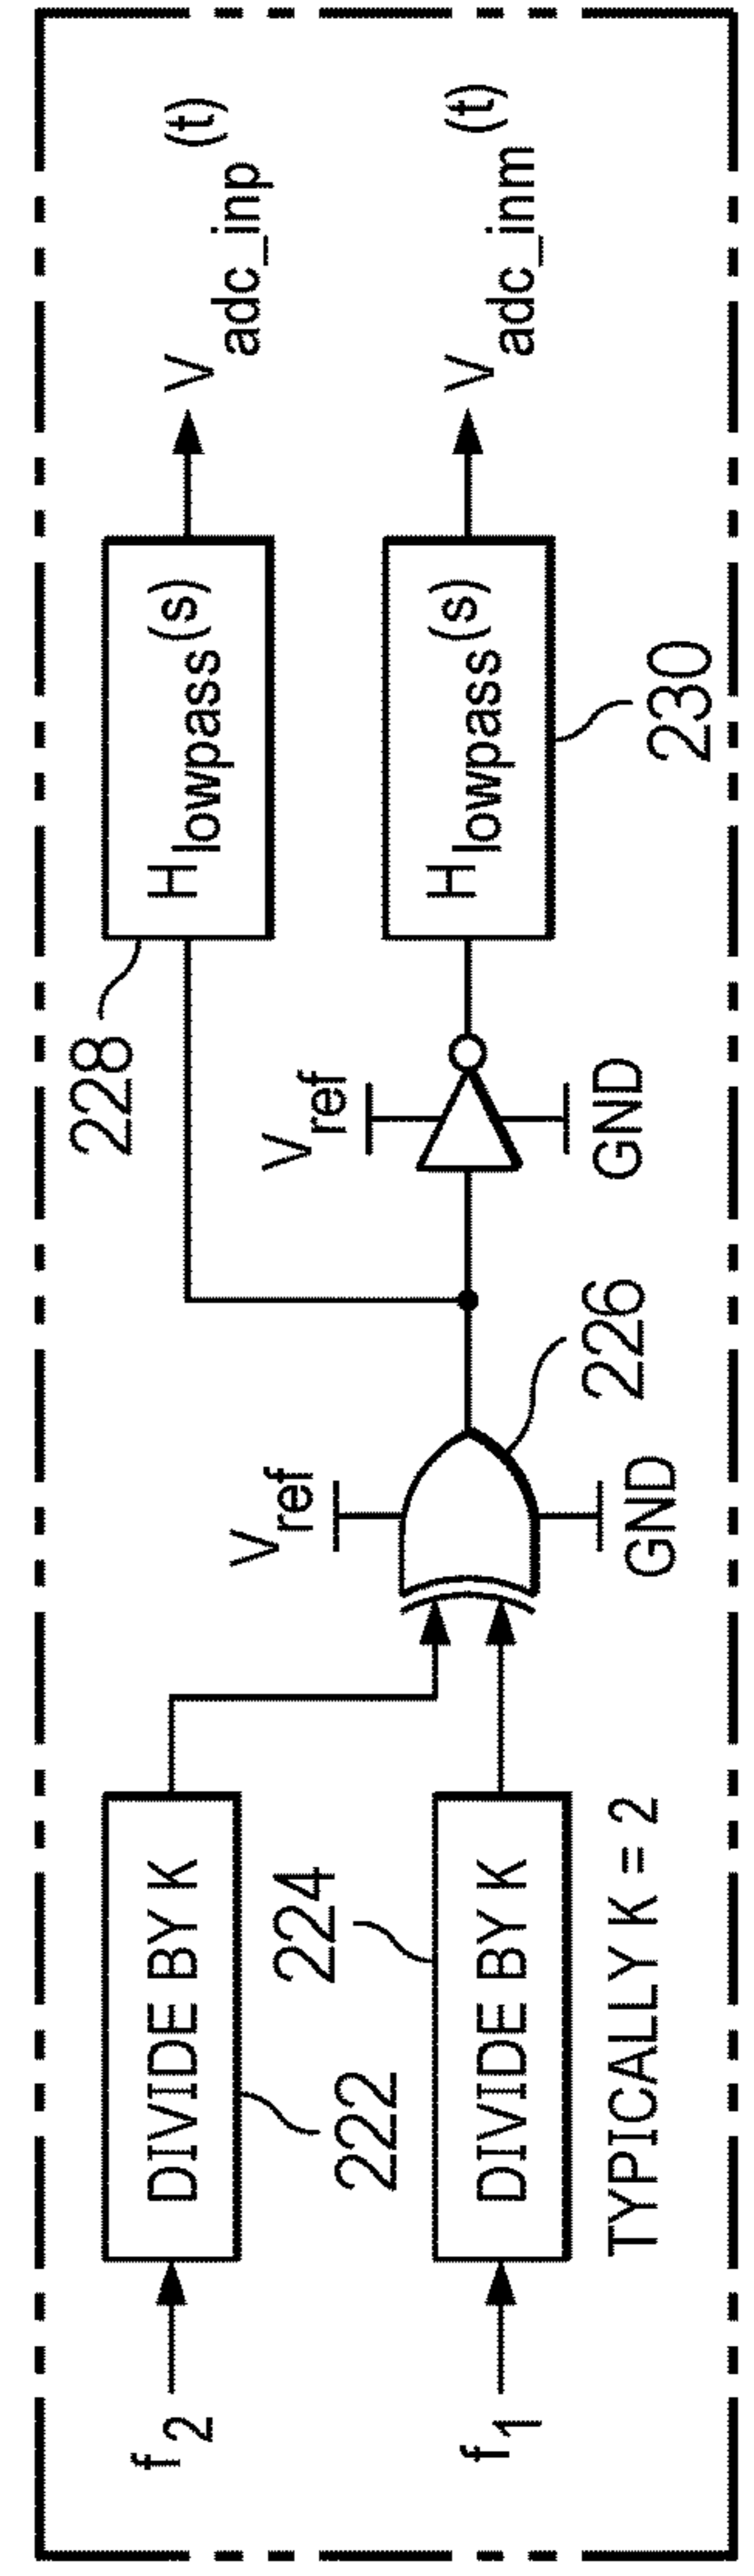 f2
DIVIDE BY K
222
f1
DIVIDE BY K
224
TYPICALLY K = 2
Vref
GND
226
Vref
GND
228
Hlowpass(s)
Hlowpass(s)
230
Vadc_inp(t)
Vadc_inm(t)